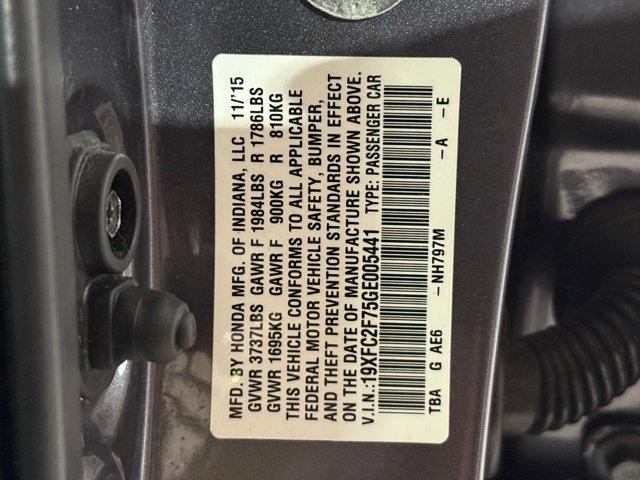 MFD. BY HONDA MFG. OF INDIANA, LLC 11/'15
GVWR 3737LBS GAWR F 1984LBS R 1786LBS
GVWR 1695KG GAWR F 900KG R 810KG
THIS VEHICLE CONFORMS TO ALL APPLICABLE
FEDERAL MOTOR VEHICLE SAFETY, BUMPER,
AND THEFT PREVENTION STANDARDS IN EFFECT
ON THE DATE OF MANUFACTURE SHOWN ABOVE.
V.I.N.:19XFC2F75GE005441 TYPE: PASSENGER CAR
TBA G AE6 -NH797M -A -E